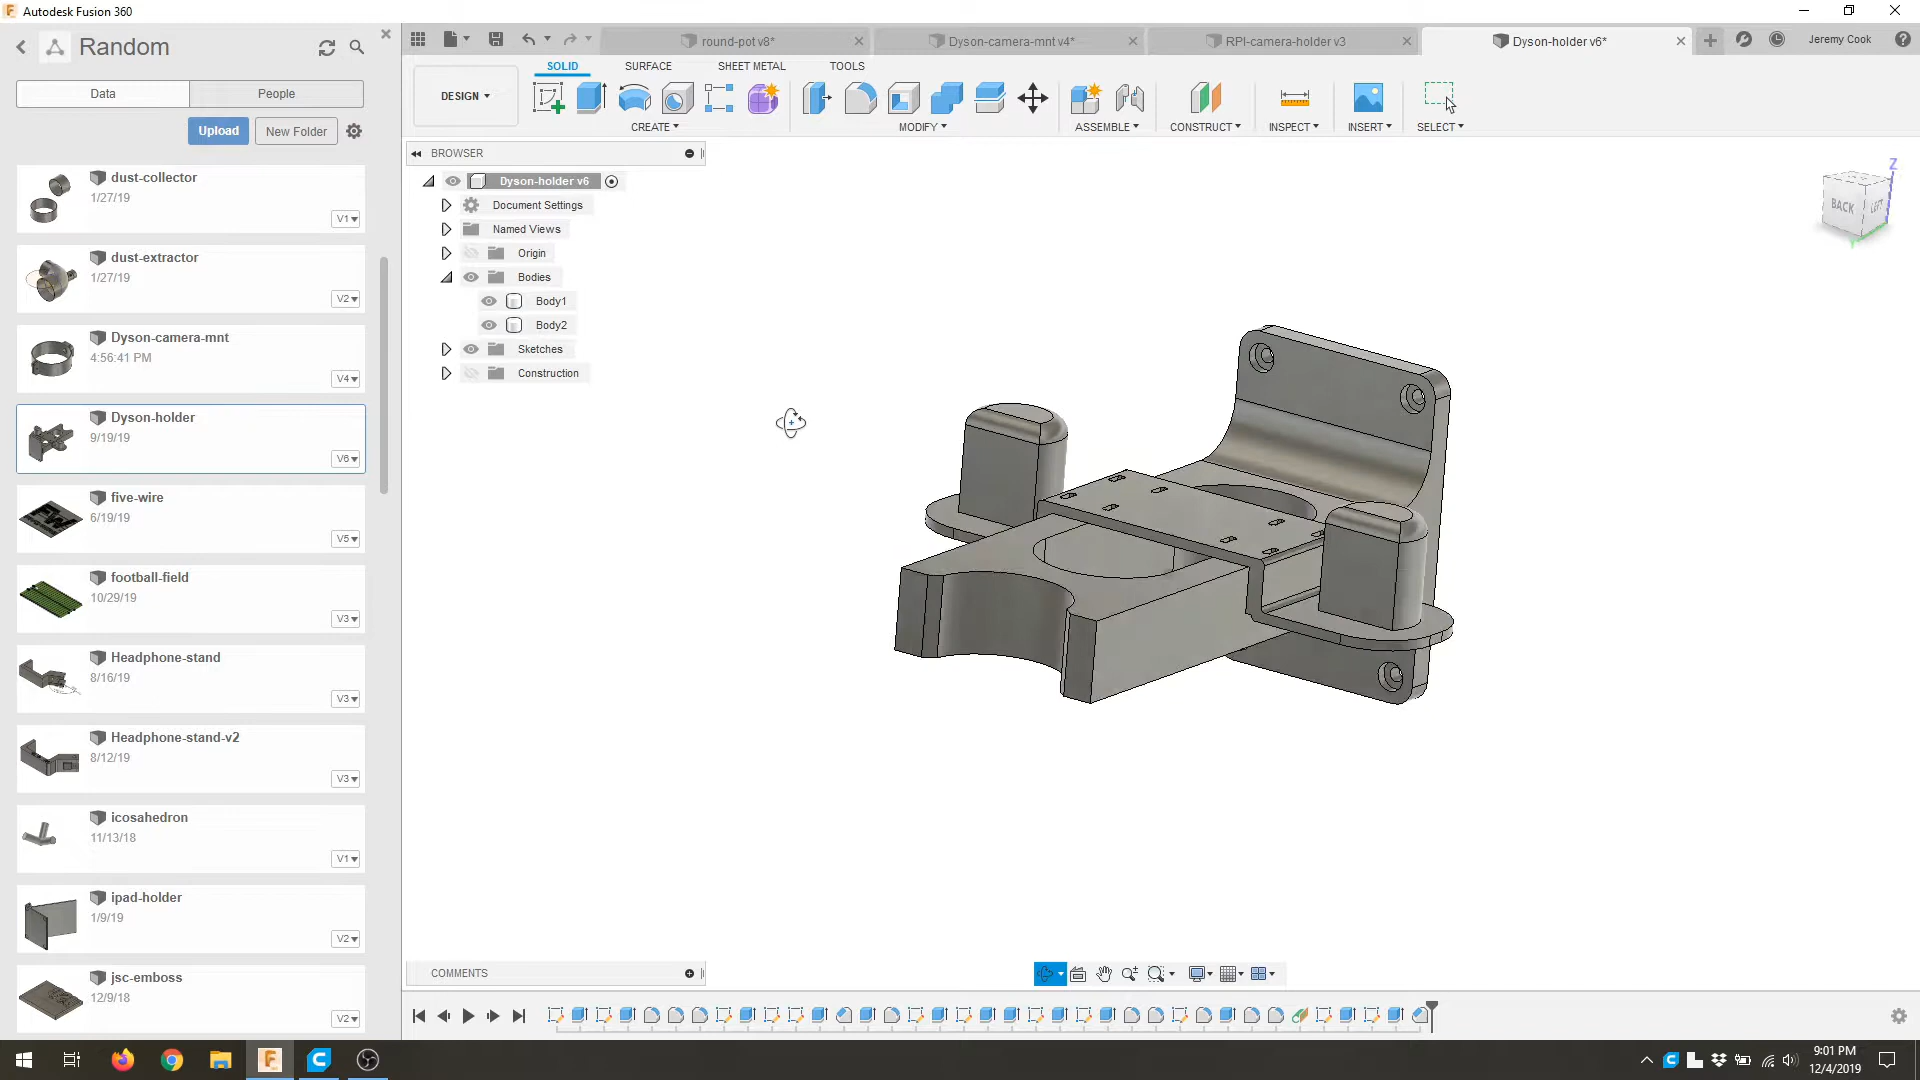 Autodesk Fusion 360
Random
Data
People
Upload
New Folder
dust-collector
1/27/19
V1
dust-extractor
1/27/19
V2
Dyson-camera-mnt
4:56:41 PM
V4
Dyson-holder
9/19/19
V6
five-wire
6/19/19
V5
football-field
10/29/19
V3
Headphone-stand
8/16/19
V3
Headphone-stand-v2
8/12/19
V3
icosahedron
11/13/18
V1
ipad-holder
1/9/19
V2
jsc-emboss
12/9/18
V2
round-pot v8*
Dyson-camera-mnt v4*
RPI-camera-holder v3
Dyson-holder v6*
Jeremy Cook
SOLID
SURFACE
SHEET METAL
TOOLS
DESIGN
CREATE
MODIFY
ASSEMBLE
CONSTRUCT
INSPECT
INSERT
SELECT
BROWSER
Dyson-holder v6
Document Settings
Named Views
Origin
Bodies
Body1
Body2
Sketches
Construction
Z
BACK
LEFT
COMMENTS
9:01 PM
12/4/2019